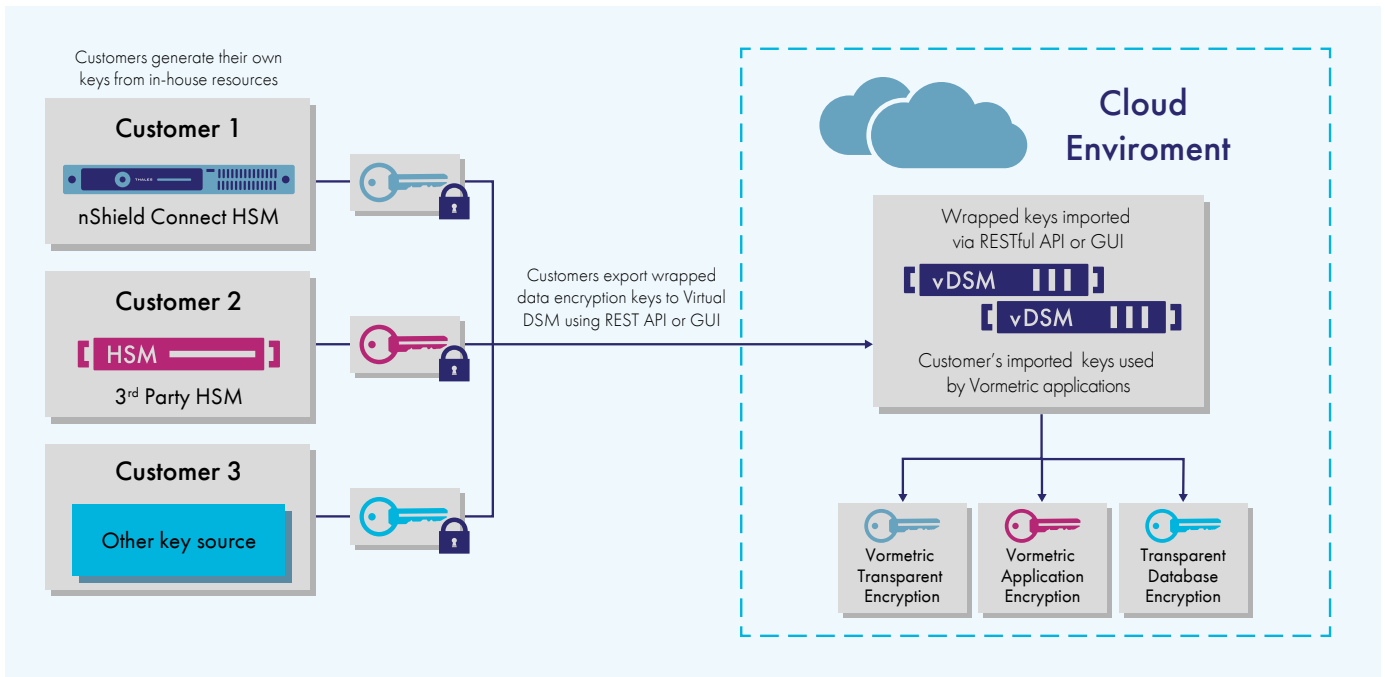 Customers generate their own
keys from in-house resources
Customer 1
THALES
nShield Connect HSM
Customer 2
HSM
3rd Party HSM
Customer 3
Other key source
Customers export wrapped
data encryption keys to Virtual
DSM using REST API or GUI
Cloud
Enviroment
Wrapped keys imported
via RESTful API or GUI
vDSM
vDSM
Customer's imported keys used
by Vormetric applications
Vormetric
Transparent
Encryption
Vormetric
Application
Encryption
Transparent
Database
Encryption